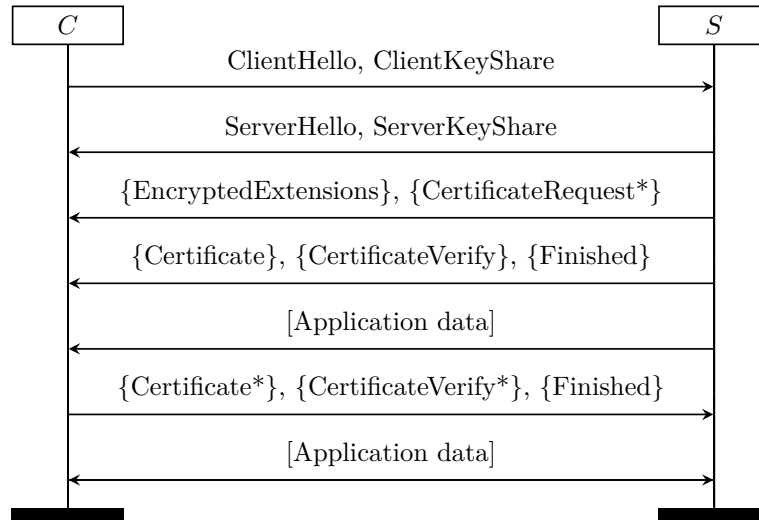 C S
ClientHello, ClientKeyShare
ServerHello, ServerKeyShare
{EncryptedExtensions}, {CertificateRequest*}
{Certificate}, {CertificateVerify}, {Finished}
[Application data]
{Certificate*}, {CertificateVerify*}, {Finished}
[Application data]